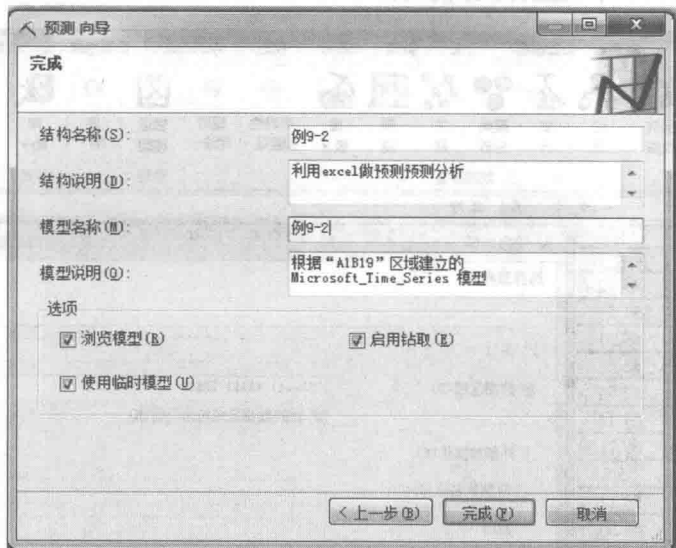 预测 向导
完成
结构名称(S):
例9-2
结构说明(D):
利用excel做预测预测分析
模型名称(M):
例9-2
模型说明(O):
根据“A1B19”区域建立的
Microsoft_Time_Series 模型
选项
浏览模型(R)
启用钻取(E)
使用临时模型(U)
<上一步(B)
完成(F)
取消